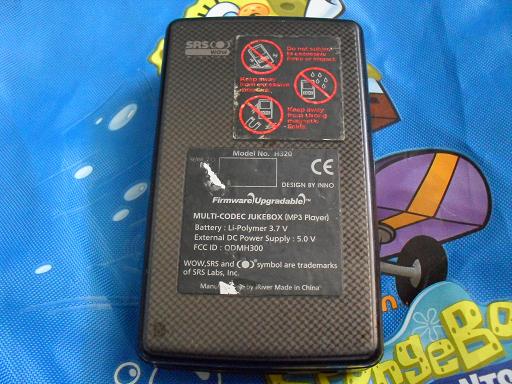 SRS
WOW
Do not subject
to excessive
force or impact.
Keep away
from excessive
Keep away
from strong
magnetic
fields.
Model No. H320
CE
DESIGN BY INNO
Firmware Upgradable™
MULTI-CODEC JUKEBOX (MP3 Player)
Battery : Li-Polymer 3.7 V
External DC Power Supply : 5.0 V
FCC ID : QDMH300
WOW,SRS and symbol are trademarks
of SRS Labs, Inc.
by iRiver Made in China